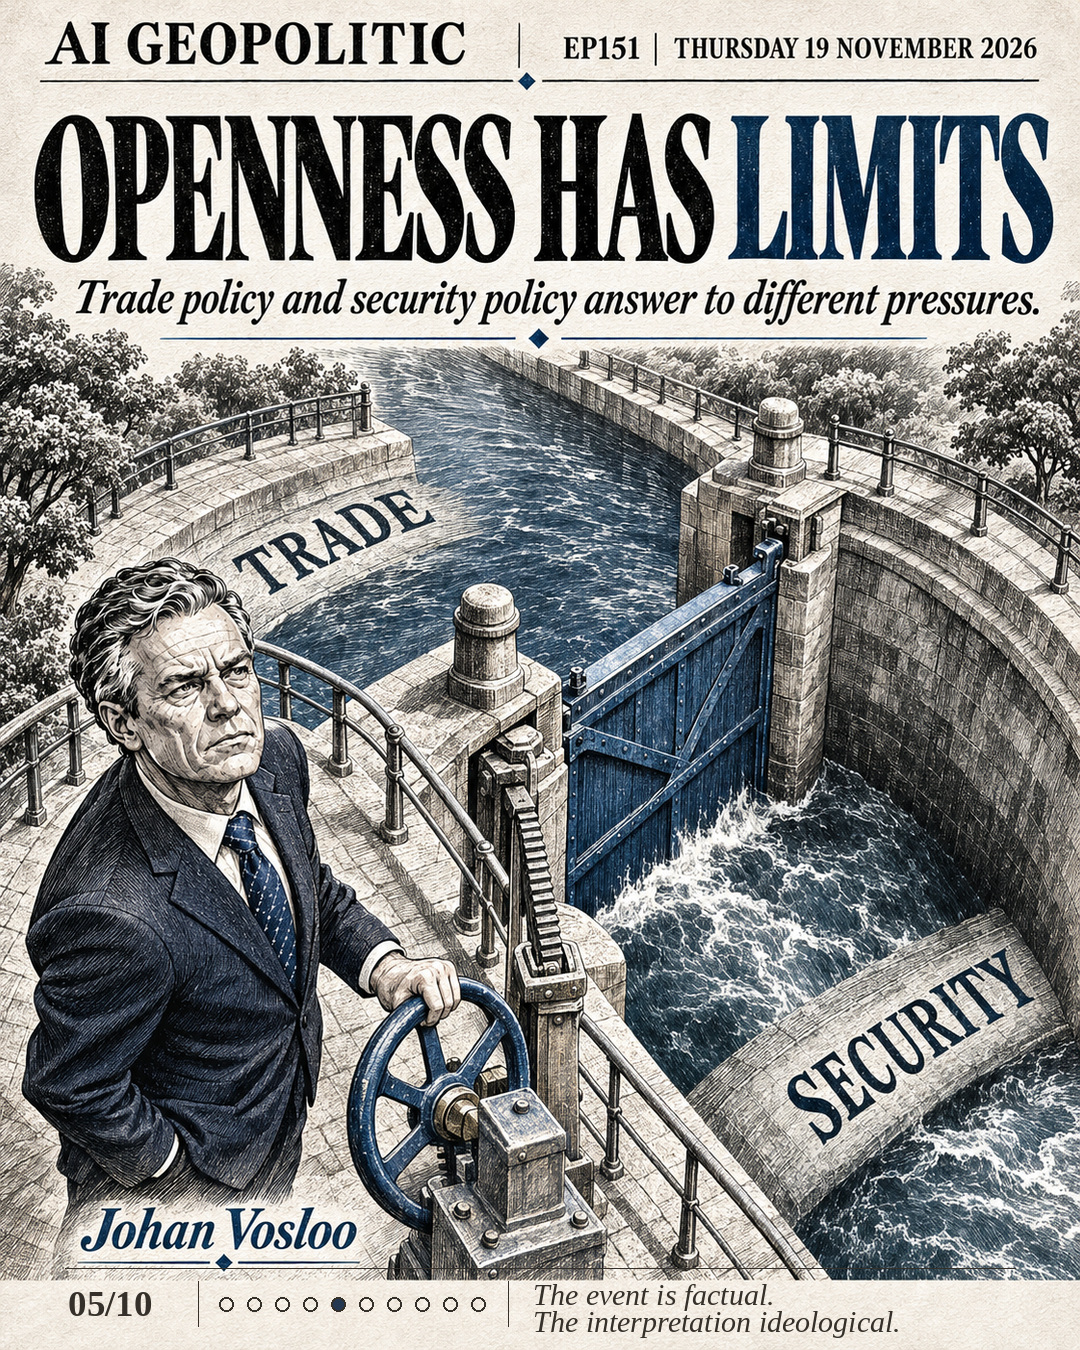 AI GEOPOLITIC | EP151 | THURSDAY 19 NOVEMBER 2026
OPENNESS HAS LIMITS
Trade policy and security policy answer to different pressures.
TRADE
SECURITY
Johan Vosloo
05/10
The event is factual.
The interpretation ideological.